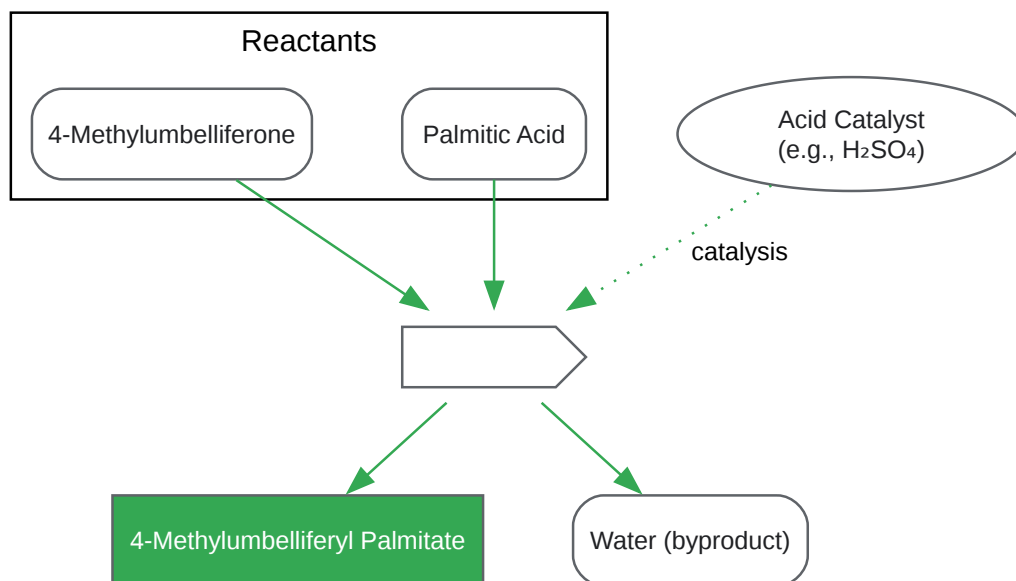 Reactants
4-Methylumbelliferone
Palmitic Acid
Acid Catalyst
(e.g., H₂SO₄)
catalysis
4-Methylumbelliferyl Palmitate
Water (byproduct)